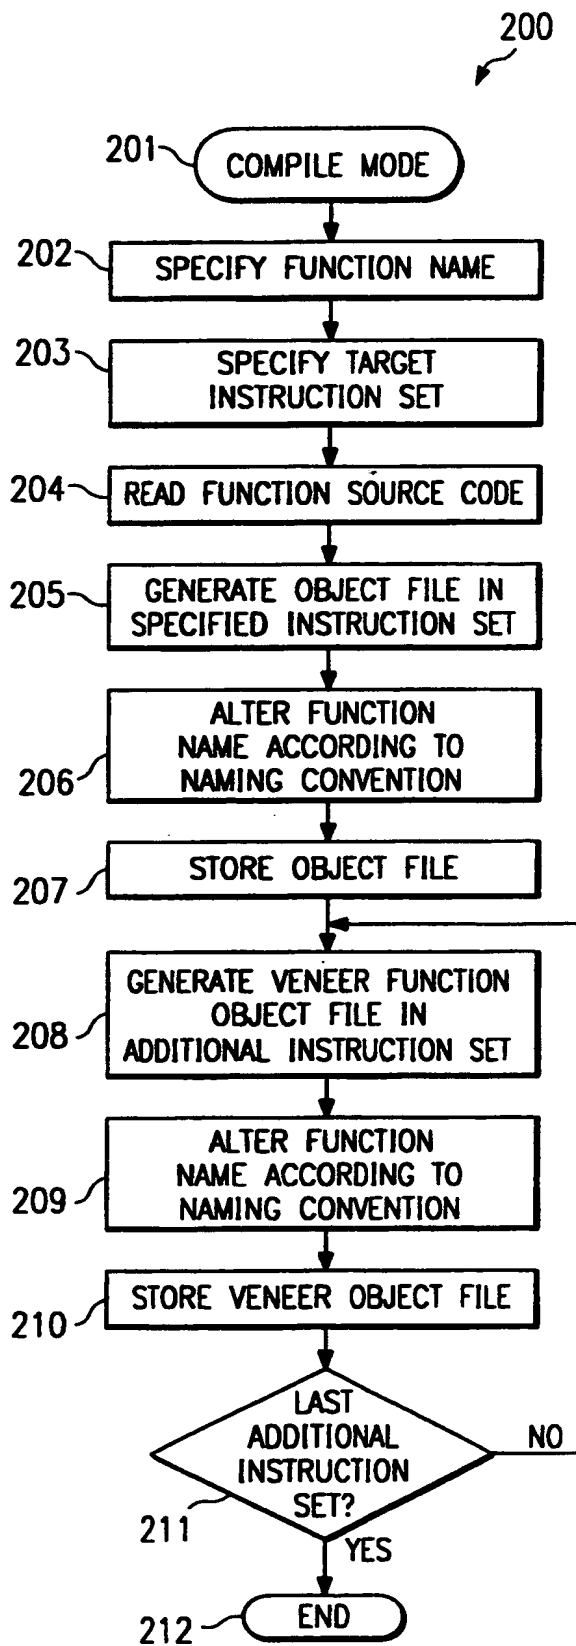 200
201
COMPILE MODE
202
SPECIFY FUNCTION NAME
203
SPECIFY TARGET
INSTRUCTION SET
204
READ FUNCTION SOURCE CODE
205
GENERATE OBJECT FILE IN
SPECIFIED INSTRUCTION SET
206
ALTER FUNCTION
NAME ACCORDING TO
NAMING CONVENTION
207
STORE OBJECT FILE
208
GENERATE VENEER FUNCTION
OBJECT FILE IN
ADDITIONAL INSTRUCTION SET
209
ALTER FUNCTION
NAME ACCORDING TO
NAMING CONVENTION
210
STORE VENEER OBJECT FILE
211
LAST
ADDITIONAL
INSTRUCTION
SET?
NO
YES
212
END